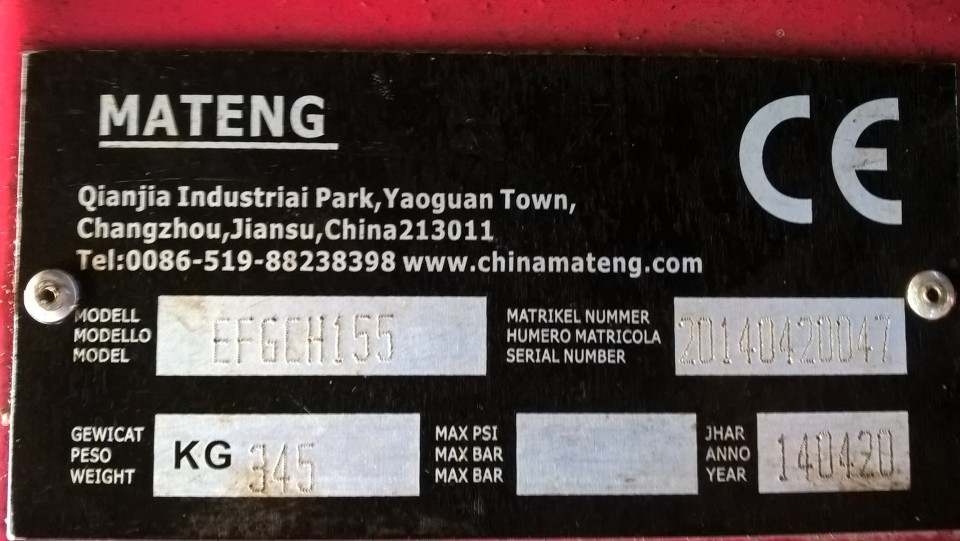 MATENG
CE
Qianjia Industriai Park,Yaoguan Town,
Changzhou,Jiansu,China213011
Tel:0086-519-88238398 www.chinamateng.com
MODELL
MODELLO
MODEL
EFGCH155
MATRIKEL NUMMER
HUMERO MATRICOLA
SERIAL NUMBER
20140420047
GEWICAT
PESO
WEIGHT
KG 345
MAX PSI
MAX BAR
MAX BAR
JHAR
ANNO
YEAR
140420